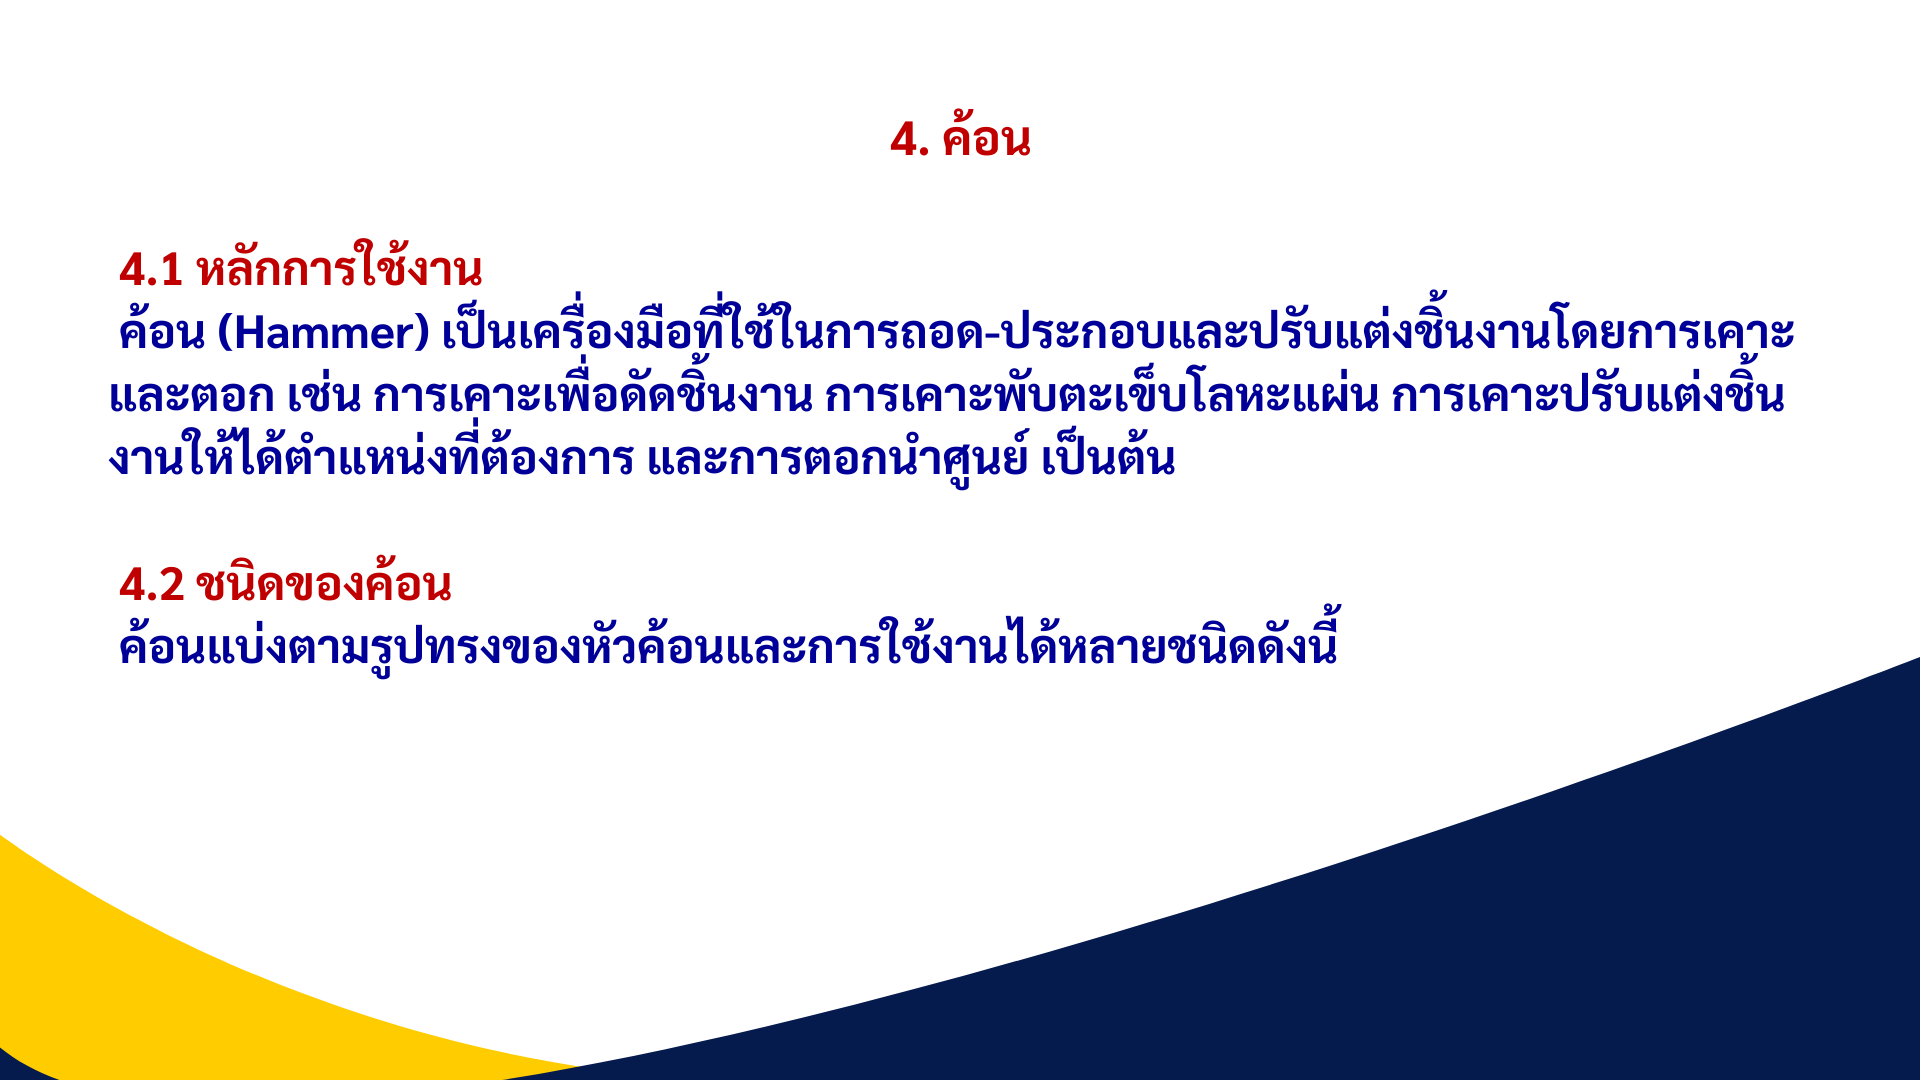 4. ค้อน
4.1 หลักการใช้งาน
ค้อน (Hammer) เป็นเครื่องมือที่ใช้ในการถอด-ประกอบและปรับแต่งชิ้นงานโดยการเคาะ
และตอก เช่น การเคาะเพื่อดัดชิ้นงาน การเคาะพับตะเข็บโลหะแผ่น การเคาะปรับแต่งชิ้น
งานให้ได้ตำแหน่งที่ต้องการ และการตอกนำศูนย์ เป็นต้น
4.2 ชนิดของค้อน
ค้อนแบ่งตามรูปทรงของหัวค้อนและการใช้งานได้หลายชนิดดังนี้